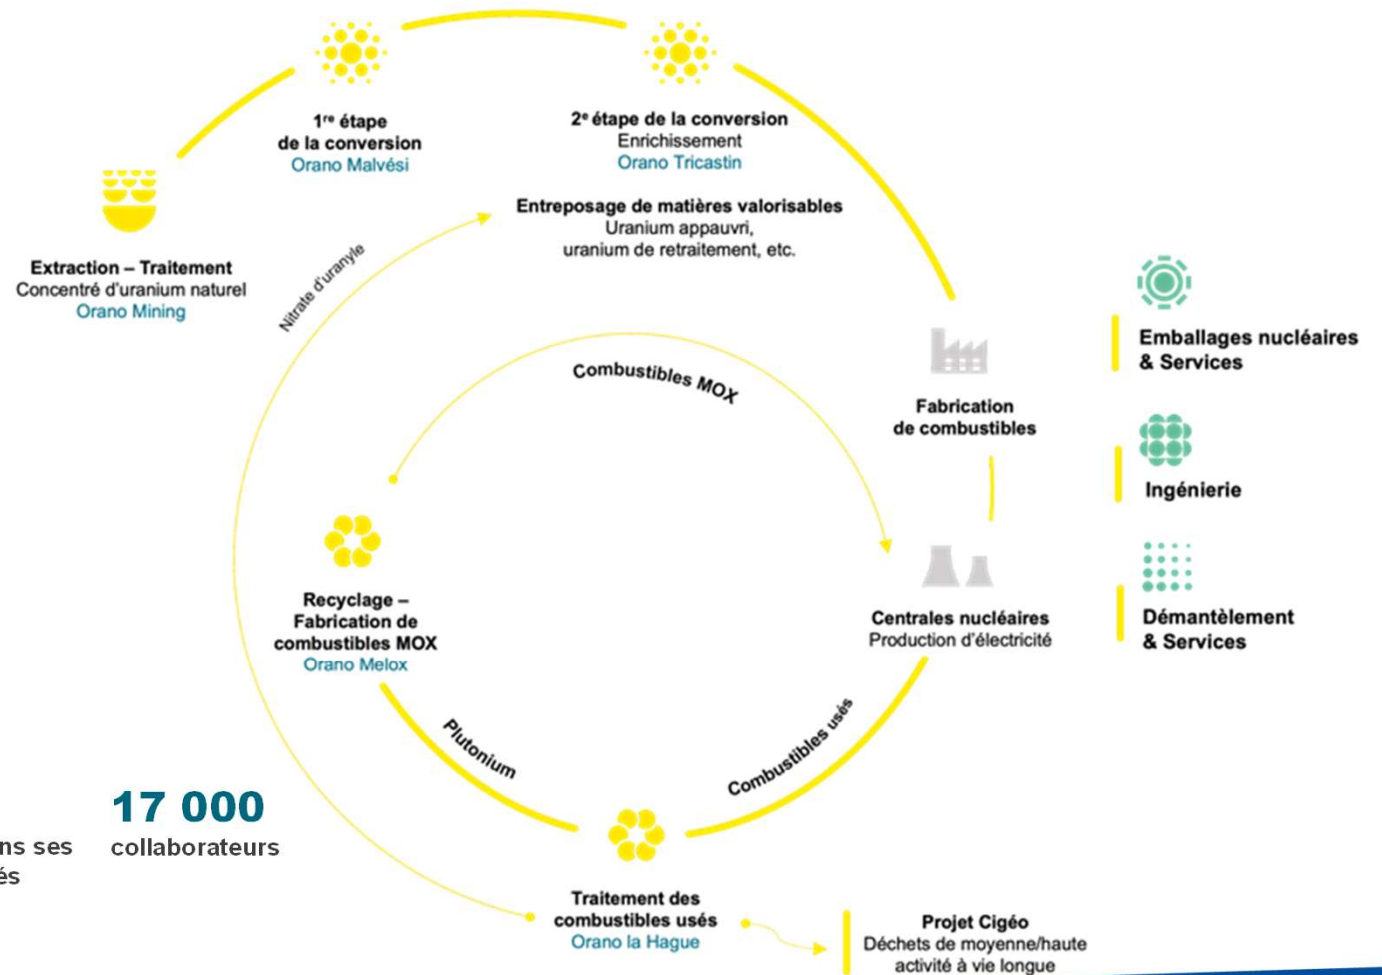 1re étape
de la conversion
Orano Malvési
2e étape de la conversion
Enrichissement
Orano Tricastin
Entreposage de matières valorisables
Uranium appauvri,
uranium de retraitement, etc.
Extraction – Traitement
Concentré d'uranium naturel
Orano Mining
Nitrate d'uranyle
Combustibles MOX
Fabrication
de combustibles
Emballages nucléaires
& Services
Ingénierie
Démantèlement
& Services
Recyclage –
Fabrication de
combustibles MOX
Orano Melox
Centrales nucléaires
Production d'électricité
Plutonium
Combustibles usés
17 000
collaborateurs
ses
Traitement des
combustibles usés
Orano la Hague
Projet Cigéo
Déchets de moyenne/haute
activité à vie longue